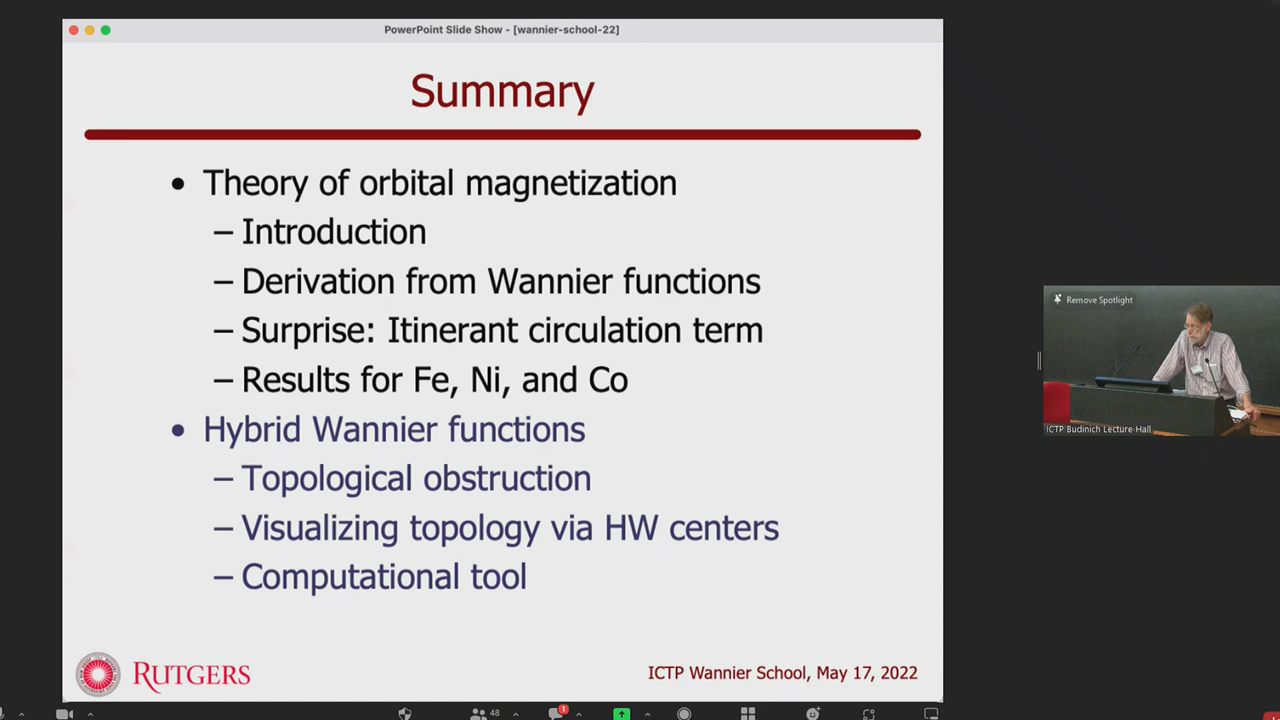 PowerPoint Slide Show - [wannier-school-22]
Summary
• Theory of orbital magnetization
– Introduction
– Derivation from Wannier functions
– Surprise: Itinerant circulation term
– Results for Fe, Ni, and Co
• Hybrid Wannier functions
– Topological obstruction
– Visualizing topology via HW centers
– Computational tool
RUTGERS
ICTP Wannier School, May 17, 2022
Remove Spotlight
ICTP Budinich Lecture Hall
48
1